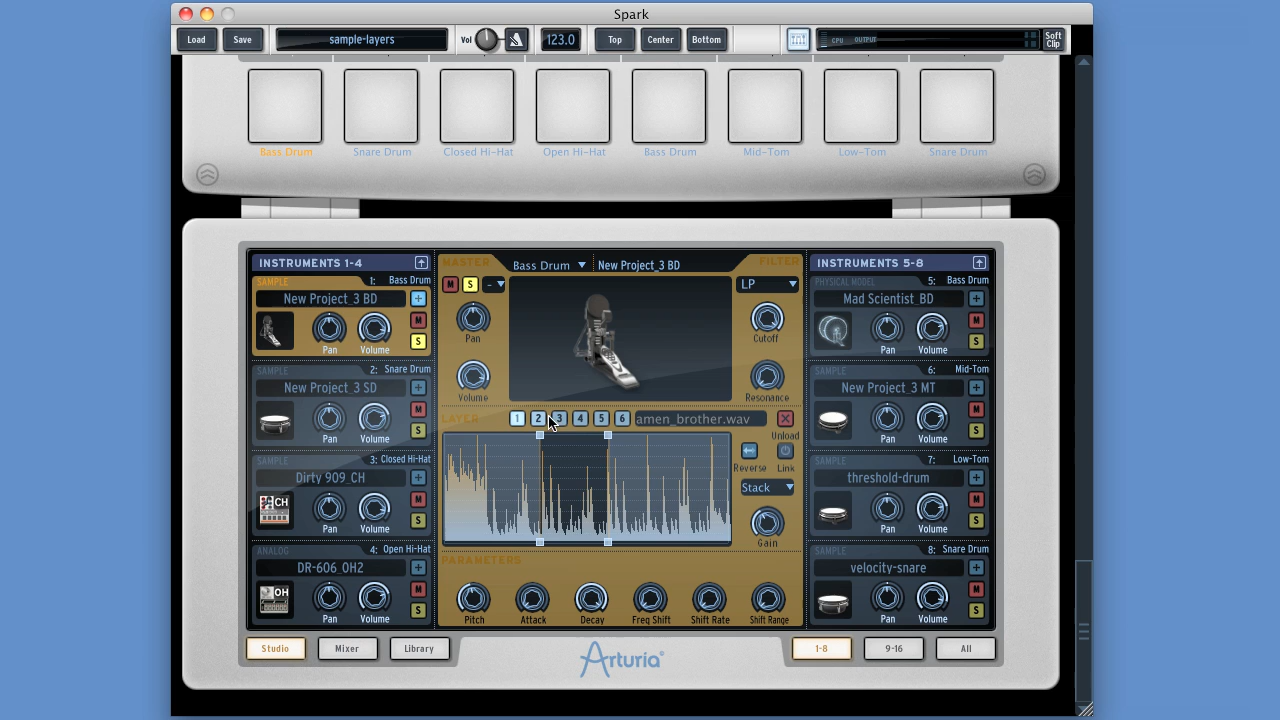 Spark
Load Save sample-layers Vol 123.0 Top Center Bottom CPU OUTPUT Soft Clip
Bass Drum Snare Drum Closed Hi-Hat Open Hi-Hat Bass Drum Mid-Tom Low-Tom Snare Drum
INSTRUMENTS 1-4
SAMPLE 1: Bass Drum
New Project_3 BD
M
S
Pan Volume
SAMPLE 2: Snare Drum
New Project_3 SD
M
S
Pan Volume
SAMPLE 3: Closed Hi-Hat
Dirty 909_CH
CH
M
S
Pan Volume
ANALOG 4: Open Hi-Hat
DR-606_OH2
OH
M
S
Pan Volume
MASTER Bass Drum New Project_3 BD FILTER
M S - LP
Pan Cutoff
Volume Resonance
LAYER 1 2 3 4 5 6 amen_brother.wav
Unload
Reverse Link
Stack
Gain
PARAMETERS
Pitch Attack Decay Freq Shift Shift Rate Shift Range
INSTRUMENTS 5-8
PHYSICAL MODEL 5: Bass Drum
Mad Scientist_BD
M
S
Pan Volume
SAMPLE 6: Mid-Tom
New Project_3 MT
M
S
Pan Volume
SAMPLE 7: Low-Tom
threshold-drum
M
S
Pan Volume
SAMPLE 8: Snare Drum
velocity-snare
M
S
Pan Volume
Studio Mixer Library Arturia 1-8 9-16 All